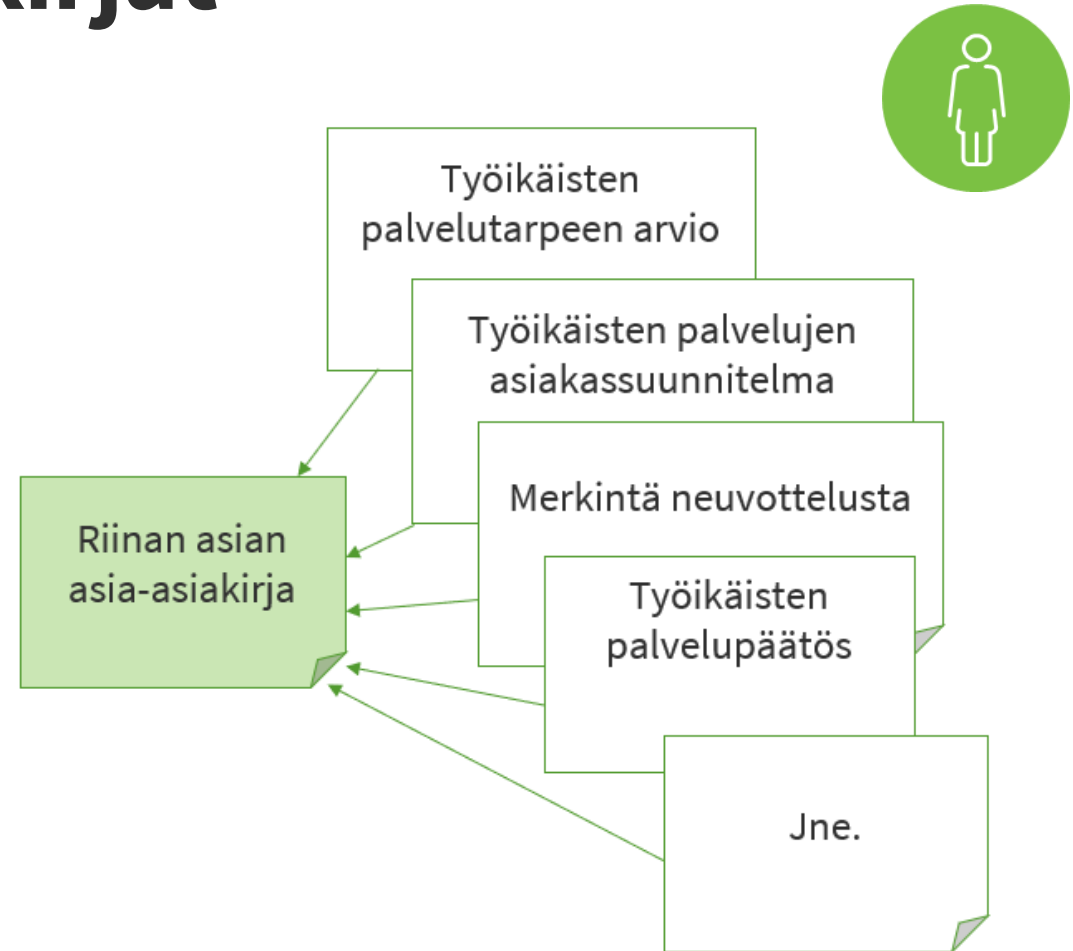 Työikäisten
palvelutarpeen arvio
Työikäisten palvelujen
asiakassuunnitelma
Merkintä neuvottelusta
Riinan asian
asia-asiakirja
Työikäisten
palvelupäätös
Jne.